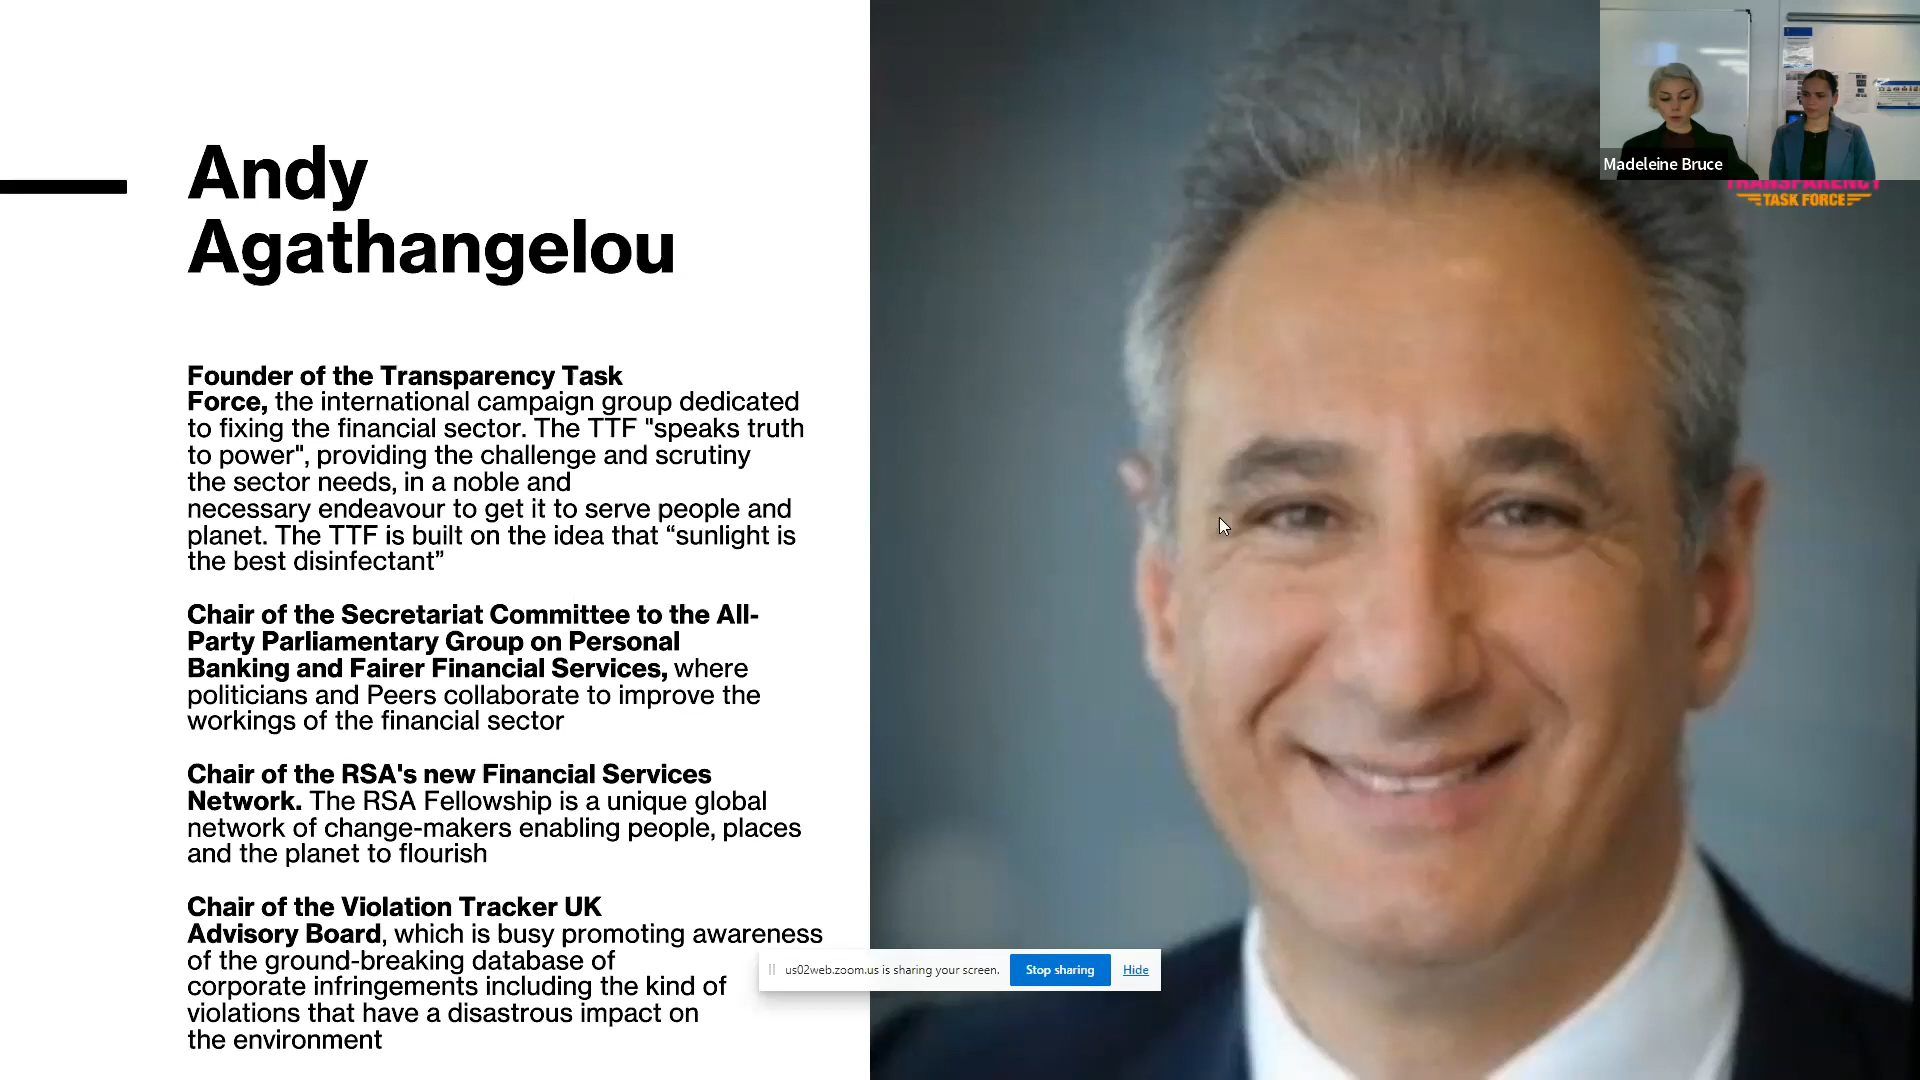 Andy
Agathangelou
Founder of the Transparency Task
Force, the international campaign group dedicated
to fixing the financial sector. The TTF "speaks truth
to power", providing the challenge and scrutiny
the sector needs, in a noble and
necessary endeavour to get it to serve people and
planet. The TTF is built on the idea that “sunlight is
the best disinfectant”
Chair of the Secretariat Committee to the All-
Party Parliamentary Group on Personal
Banking and Fairer Financial Services, where
politicians and Peers collaborate to improve the
workings of the financial sector
Chair of the RSA's new Financial Services
Network. The RSA Fellowship is a unique global
network of change-makers enabling people, places
and the planet to flourish
Chair of the Violation Tracker UK
Advisory Board, which is busy promoting awareness
of the ground-breaking database of
corporate infringements including the kind of
violations that have a disastrous impact on
the environment
Madeleine Bruce
TRANSPARENCY
TASK FORCE
us02web.zoom.us is sharing your screen.
Stop sharing
Hide